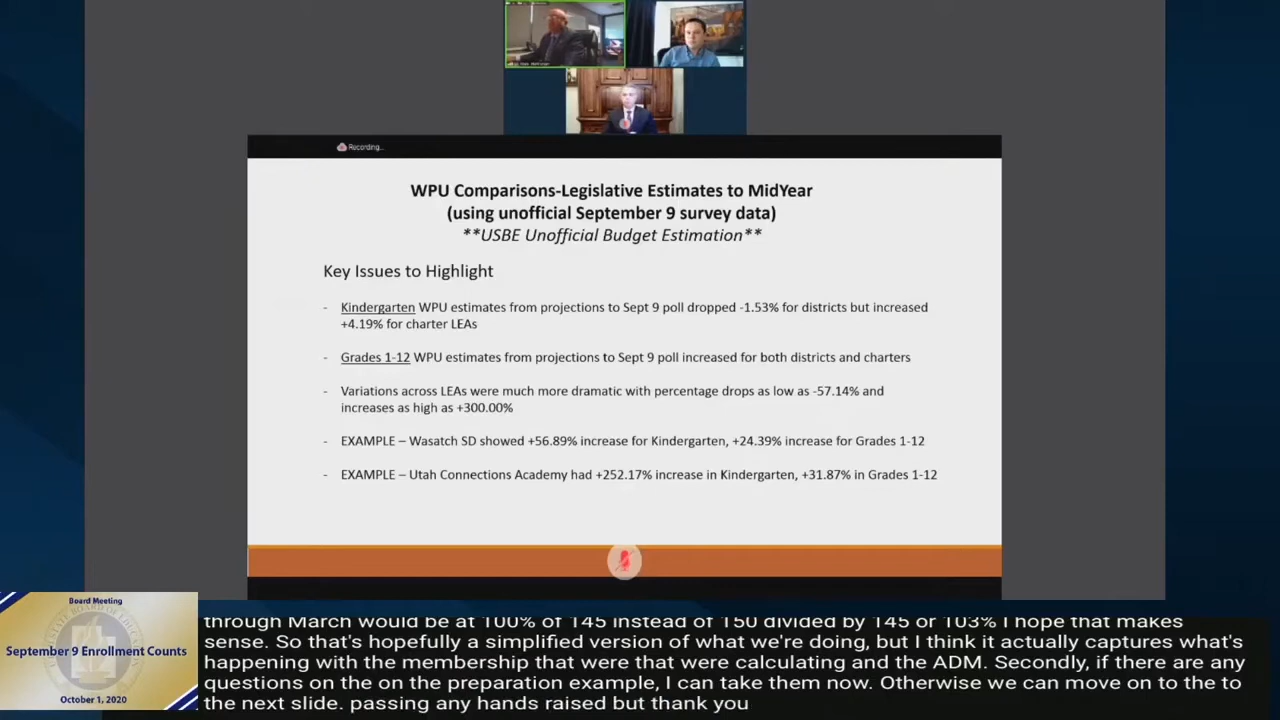 Recording...
WPU Comparisons-Legislative Estimates to MidYear
(using unofficial September 9 survey data)
**USBE Unofficial Budget Estimation**
Key Issues to Highlight
- Kindergarten WPU estimates from projections to Sept 9 poll dropped -1.53% for districts but increased
+4.19% for charter LEAs
- Grades 1-12 WPU estimates from projections to Sept 9 poll increased for both districts and charters
- Variations across LEAs were much more dramatic with percentage drops as low as -57.14% and
increases as high as +300.00%
- EXAMPLE – Wasatch SD showed +56.89% increase for Kindergarten, +24.39% increase for Grades 1-12
- EXAMPLE – Utah Connections Academy had +252.17% increase in Kindergarten, +31.87% in Grades 1-12
Board Meeting
September 9 Enrollment Counts
October 1, 2020
through March would be at 100% of 145 instead of 150 divided by 145 or 103% I hope that makes
sense. So that's hopefully a simplified version of what we're doing, but I think it actually captures what's
happening with the membership that were that were calculating and the ADM. Secondly, if there are any
questions on the on the preparation example, I can take them now. Otherwise we can move on to the to
the next slide. passing any hands raised but thank you